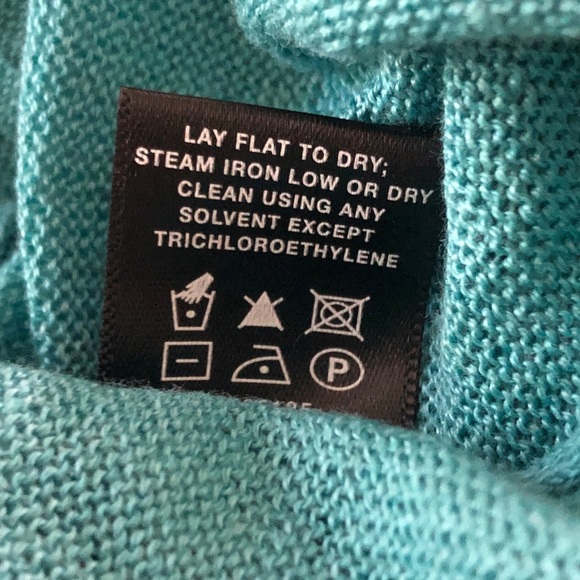 LAY FLAT TO DRY;
STEAM IRON LOW OR DRY
CLEAN USING ANY
SOLVENT EXCEPT
TRICHLOROETHYLENE
P